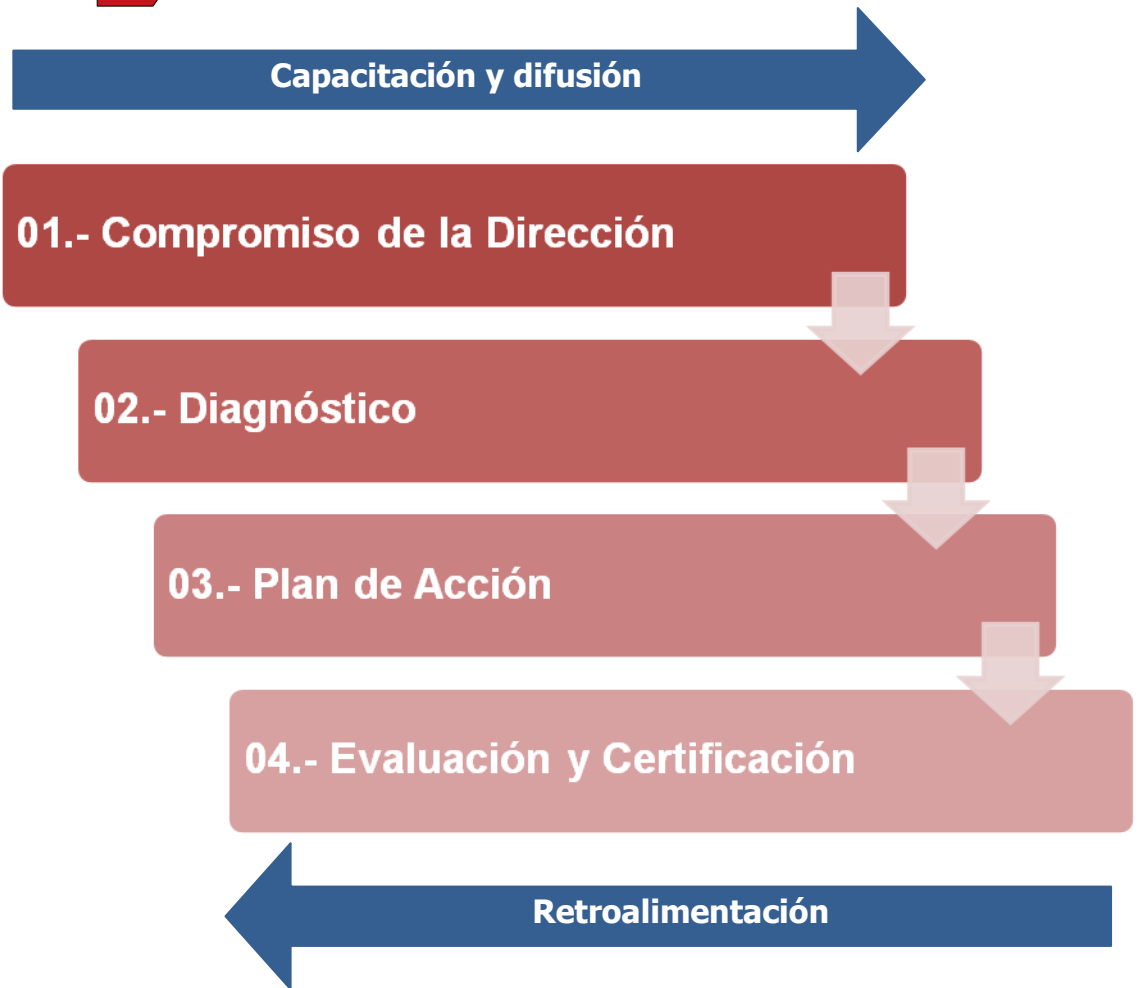 Capacitación y difusión
01.- Compromiso de la Dirección
02.- Diagnóstico
03.- Plan de Acción
04.- Evaluación y Certificación
Retroalimentación